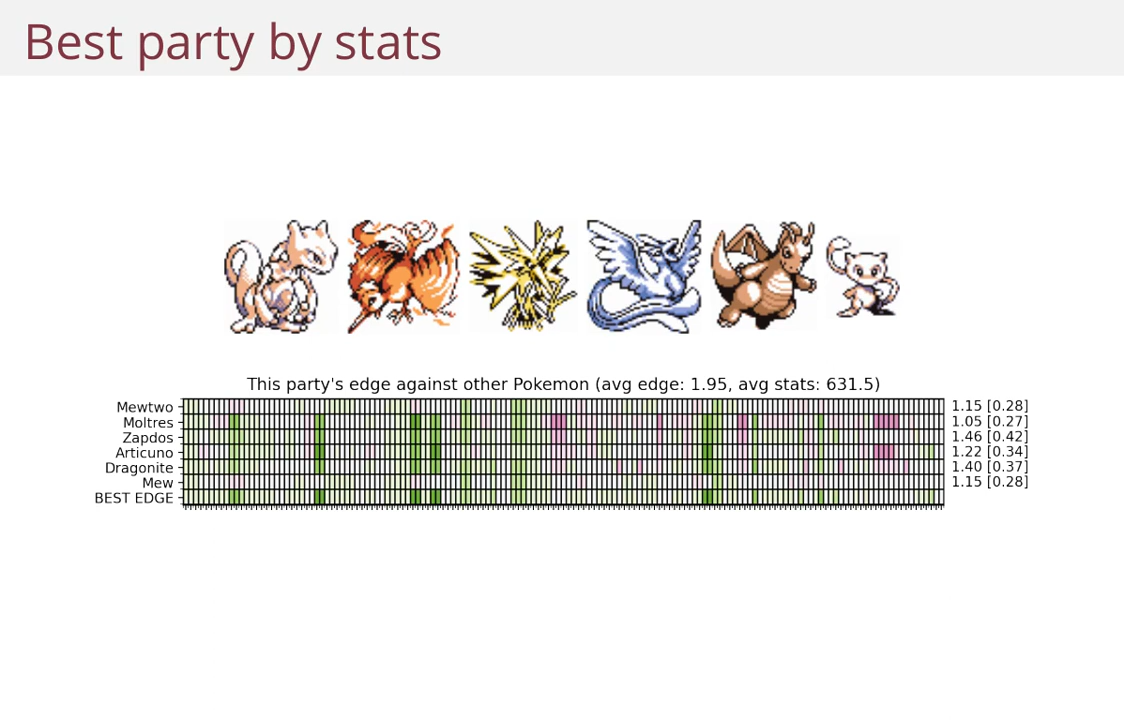 Best party by stats
This party's edge against other Pokemon (avg edge: 1.95, avg stats: 631.5)
Mewtwo 1.15 [0.28]
Moltres 1.05 [0.27]
Zapdos 1.46 [0.42]
Articuno 1.22 [0.34]
Dragonite 1.40 [0.37]
Mew 1.15 [0.28]
BEST EDGE